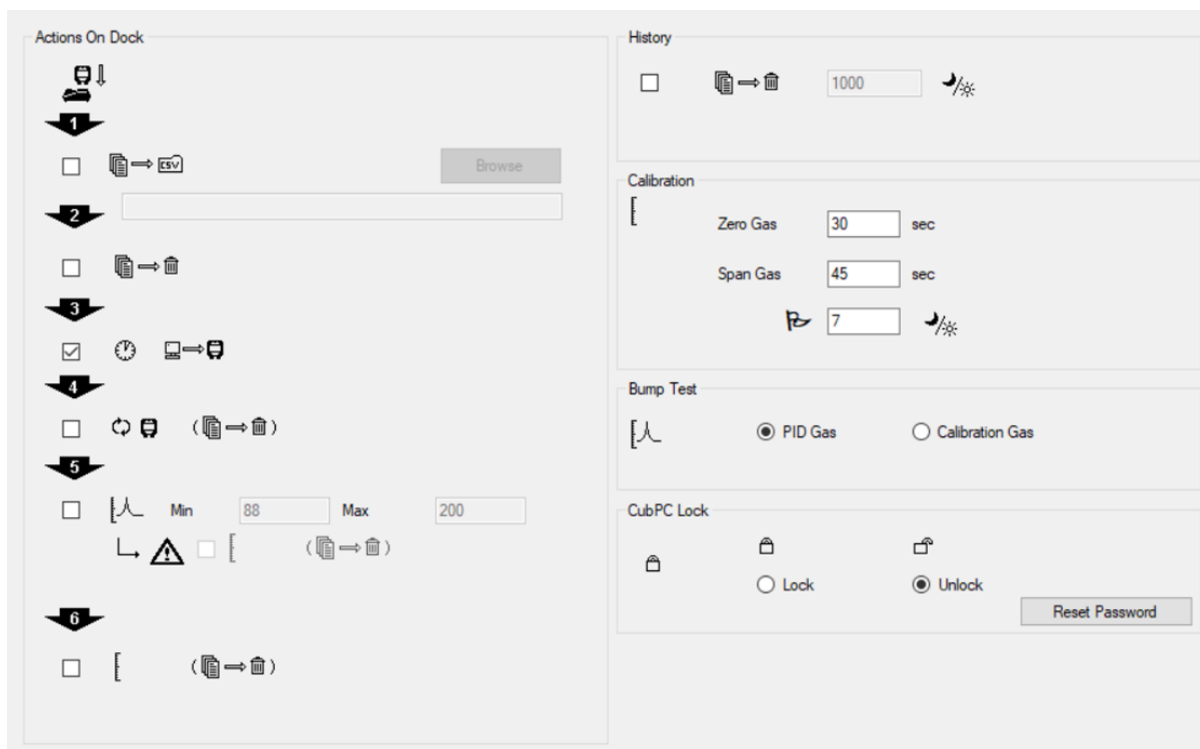 Actions On Dock
1
CSV
Browse
2
3
4
5
Min 88 Max 200
6
History
1000
Calibration
Zero Gas 30 sec
Span Gas 45 sec
7
Bump Test
PID Gas Calibration Gas
CubPC Lock
Lock Unlock
Reset Password